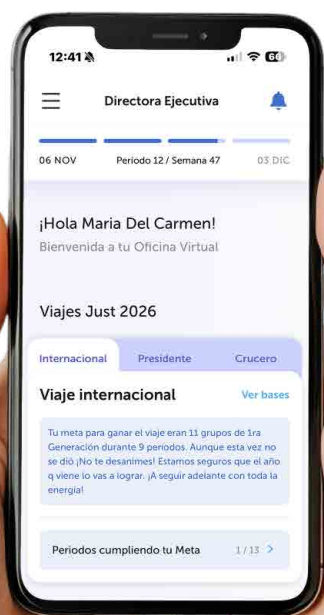 12:41
60
Directora Ejecutiva
06 NOV Período 12 / Semana 47 03 DIC
¡Hola Maria Del Carmen!
Bienvenida a tu Oficina Virtual
Viajes Just 2026
Internacional Presidente Crucero
Viaje internacional Ver bases
Tu meta para ganar el viaje eran 11 grupos de 1ra
Generación durante 9 períodos. Aunque esta vez no
se dió ¡No te desanimes! Estamos seguros que el año
q viene lo vas a lograr. ¡A seguir adelante con toda la
energía!
Periodos cumpliendo tu Meta 1 / 13 >